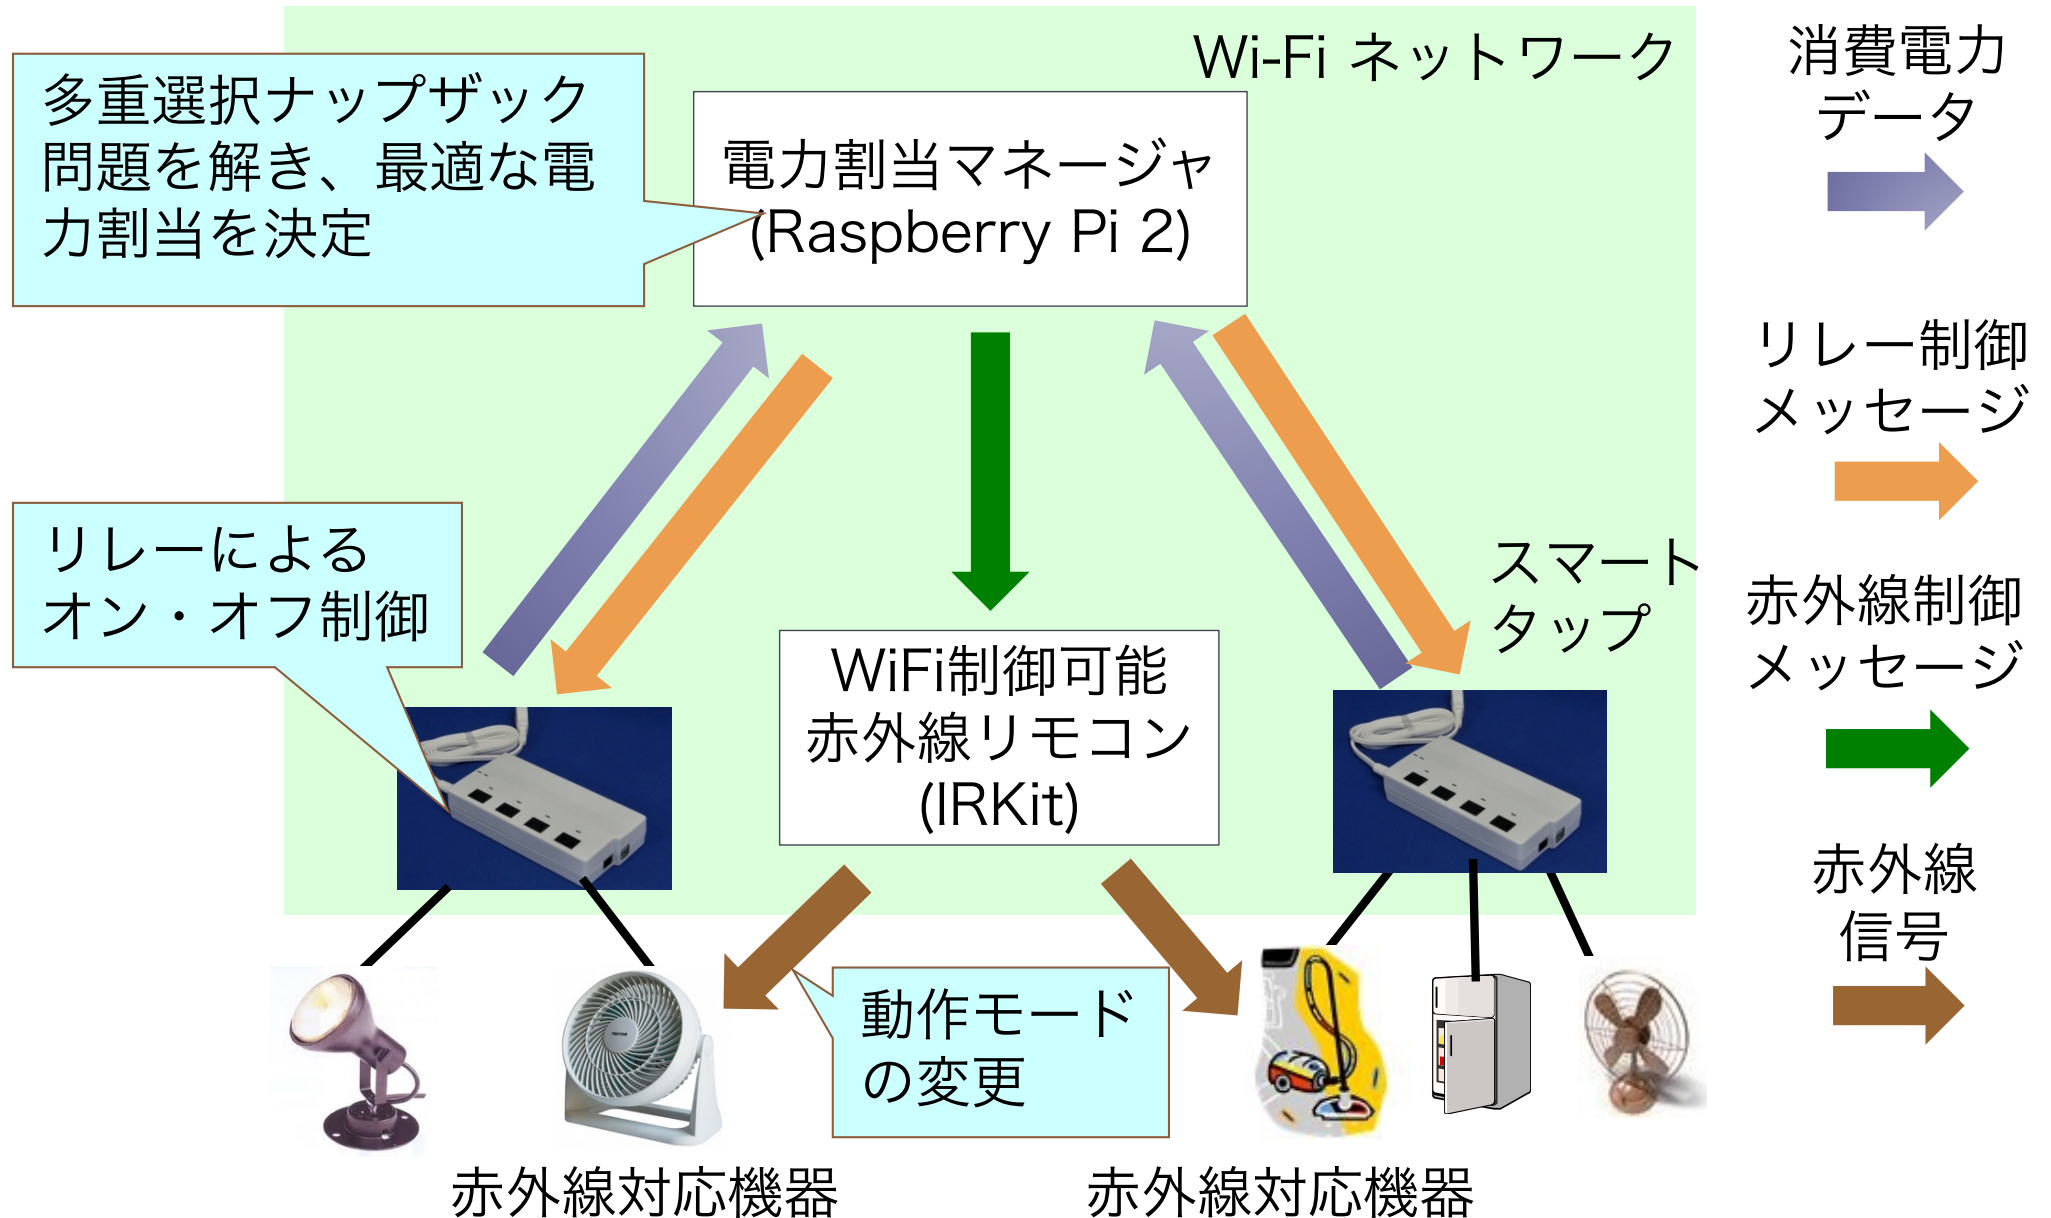 Wi-Fi ネットワーク
多重選択ナップザック
問題を解き、最適な電
力割当を決定
電力割当マネージャ
(Raspberry Pi 2)
リレーによる
オン・オフ制御
スマート
タップ
WiFi制御可能
赤外線リモコン
(IRKit)
動作モード
の変更
赤外線対応機器
赤外線対応機器
消費電力
データ
リレー制御
メッセージ
赤外線制御
メッセージ
赤外線
信号